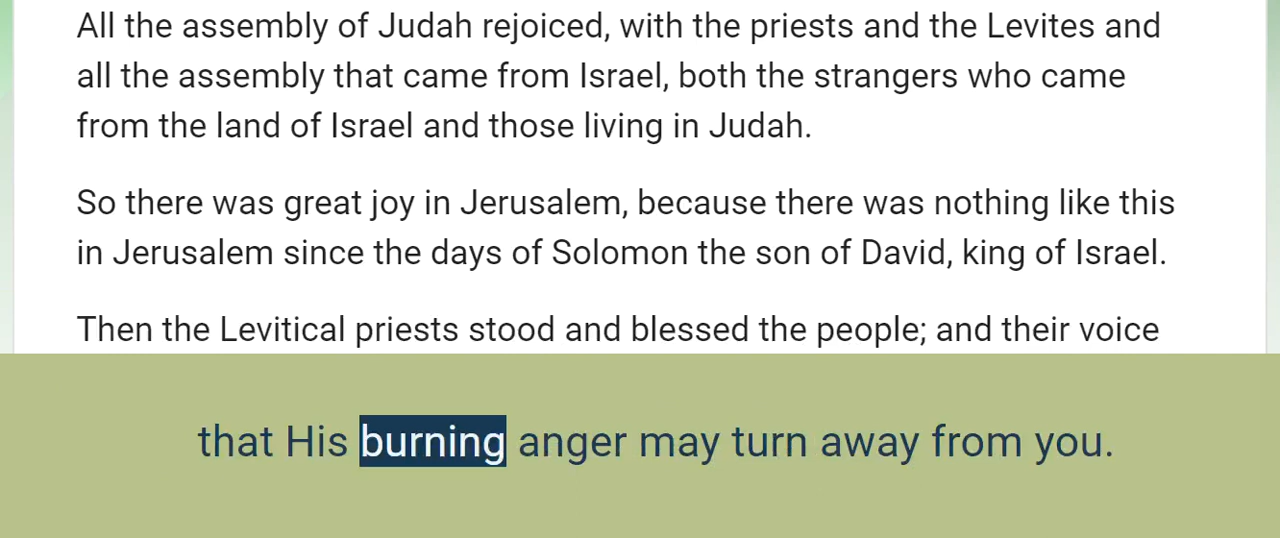 All the assembly of Judah rejoiced, with the priests and the Levites and
all the assembly that came from Israel, both the strangers who came
from the land of Israel and those living in Judah.
So there was great joy in Jerusalem, because there was nothing like this
in Jerusalem since the days of Solomon the son of David, king of Israel.
Then the Levitical priests stood and blessed the people; and their voice
that His burning anger may turn away from you.